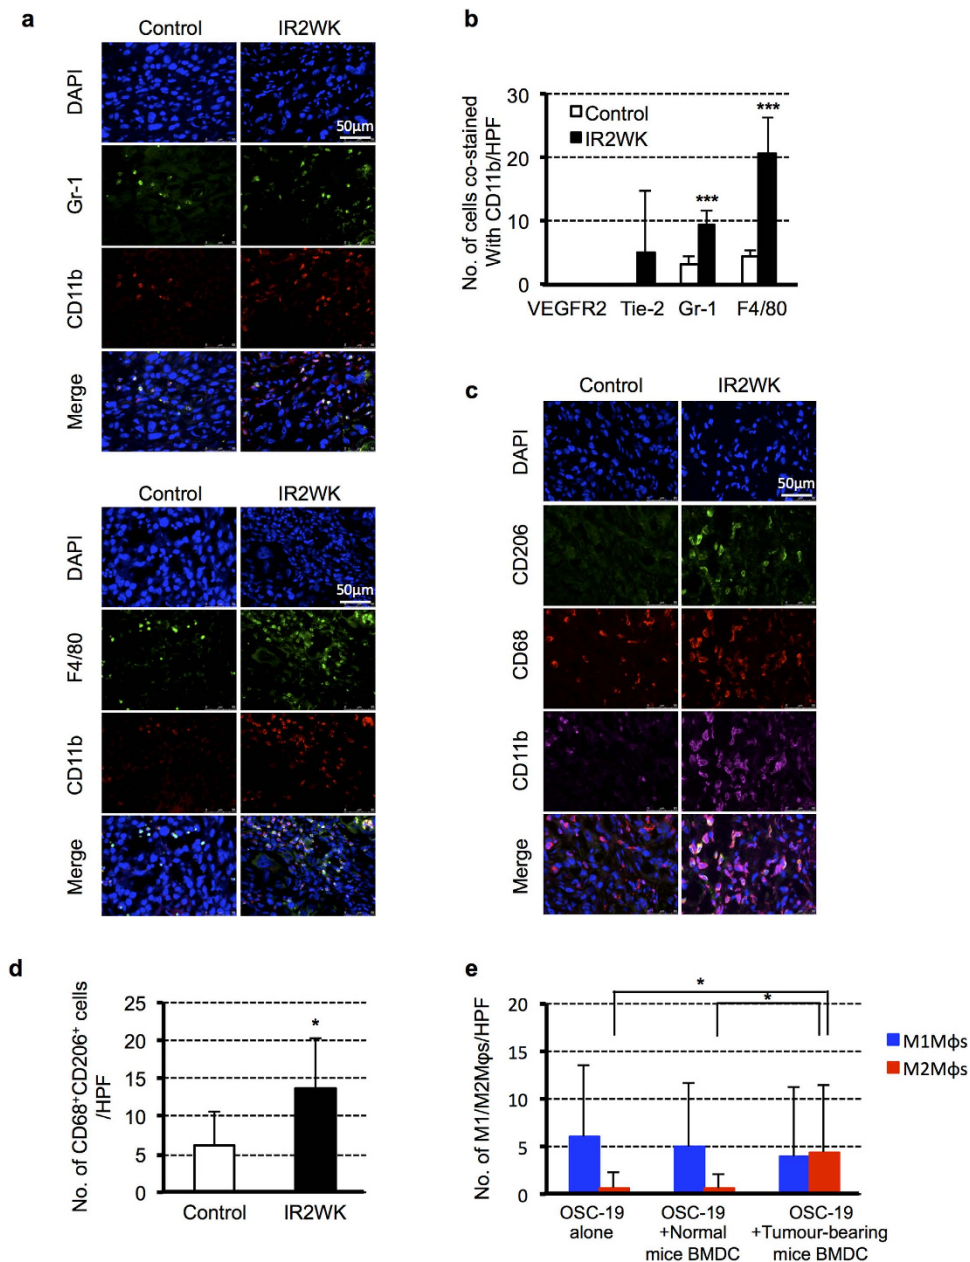 a
Control IR2WK
DAPI
50μm
Gr-1
CD11b
Merge
Control IR2WK
DAPI
50μm
F4/80
CD11b
Merge
b
No. of cells co-stained
With CD11b/HPF
30
20
10
0
Control
IR2WK
***
***
VEGFR2 Tie-2 Gr-1 F4/80
c
Control IR2WK
DAPI
50μm
CD206
CD68
CD11b
Merge
d
No. of CD68⁺CD206⁺ cells
/HPF
25
20
15
10
5
0
*
Control IR2WK
e
No. of M1/M2Mφs/HPF
20
15
10
5
0
*
*
M1Mϕs
M2Mϕs
OSC-19
alone
OSC-19
+Normal
mice BMDC
OSC-19
+Tumour-bearing
mice BMDC